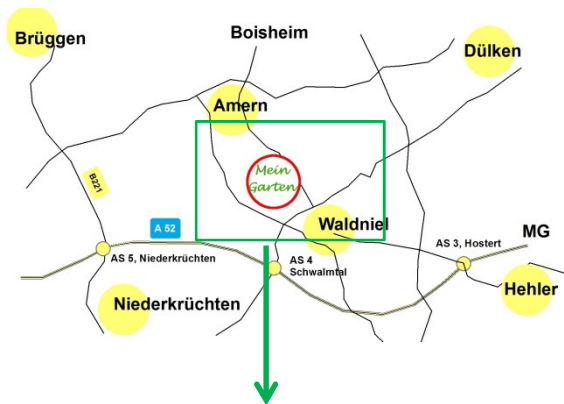 Brüggen
Boisheim
Dülken
Amern
Mein
Garten
B221
A 52
Waldniel
MG
AS 3, Hostert
AS 5, Niederkrüchten
AS 4
Schwalmtal
Niederkrüchten
Hehler